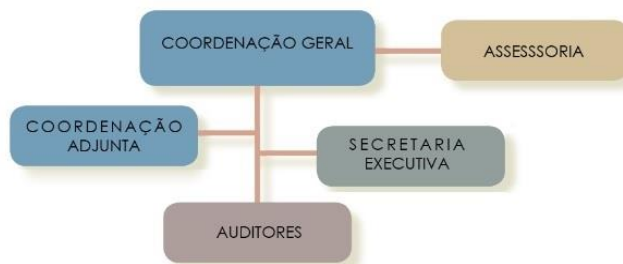 COORDENAÇÃO GERAL
ASSESSSORIA
COORDENAÇÃO
ADJUNTA
SECRETARIA
EXECUTIVA
AUDITORES